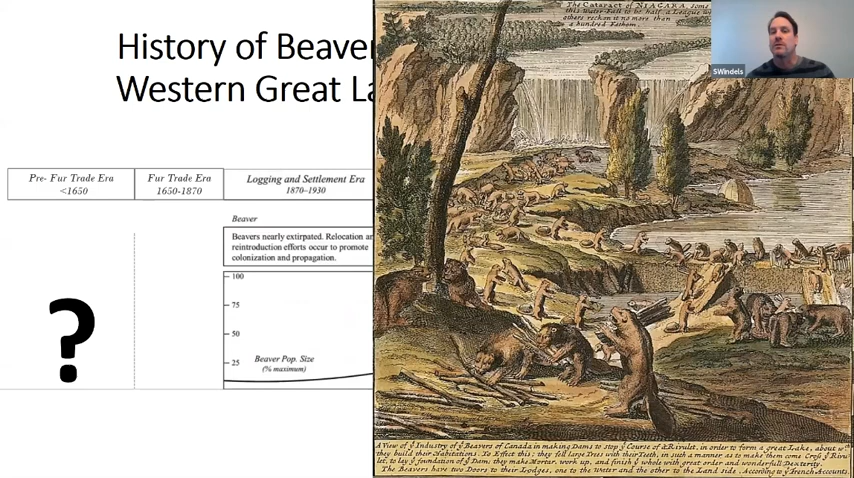 History of Beaver
Western Great La
Pre- Fur Trade Era
<1650
Fur Trade Era
1650-1870
Logging and Settlement Era
1870–1930
Beaver
Beavers nearly extirpated. Relocation an
reintroduction efforts occur to promote
colonization and propagation.
100
75
50
25
Beaver Pop. Size
(% maximum)
?
The Cataract of NIAGARA, some
this Water-Fall to be half a League w
others reckon it no more than
a hundred Fathom.
SWindels
A View of ye Industry of ye Beavers of Canada in making Dams to stop ye Course of a Rivulet, in order to form a great Lake, about wch
they build their Habitations. To Effect this; they fell large Trees with their Teeth, in such a manner as to make them come Cross ye Rivu
let, to lay ye foundation of ye Dam; they make Mortar, work up, and finish ye whole with great order and wonderfull Dexterity.
The Beavers have two Doors to their Lodges, one to the water and the other to the Land side. According to ye French Accounts.